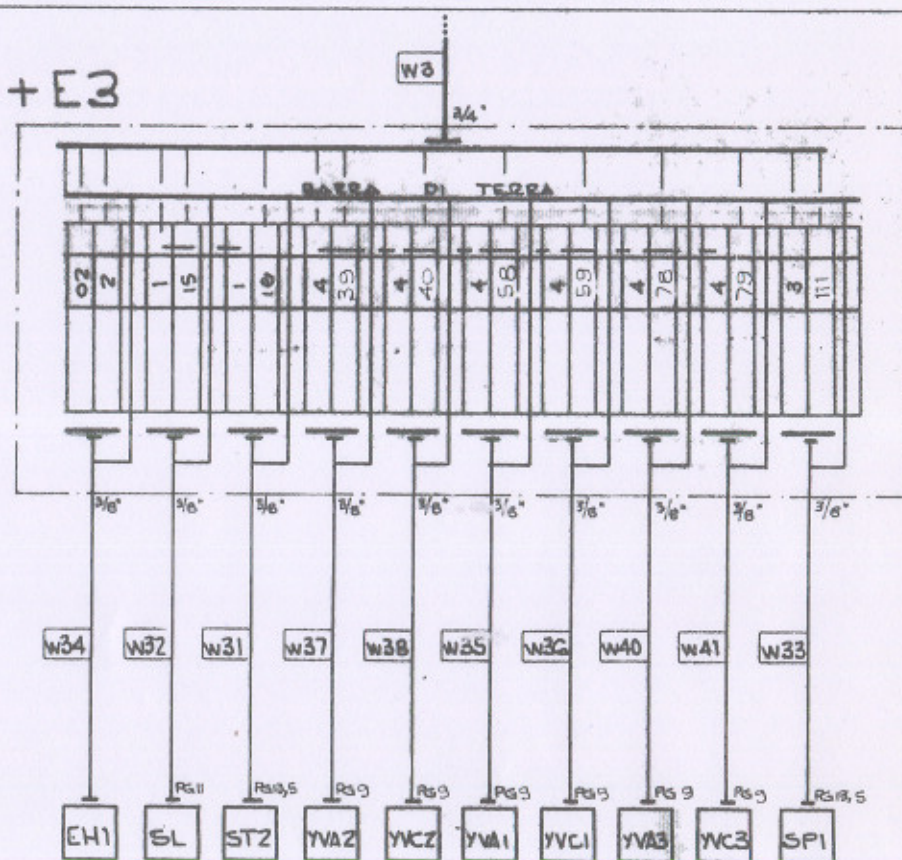 W3
+E3
3/4"
BARRA DI TERRA
02 2 1 15 1 16 4 39 4 40 4 58 4 59 4 78 4 79 3 111
3/8" 3/8" 3/8" 3/8" 3/8" 3/8" 3/8" 3/8" 3/8" 3/8"
W34 W32 W31 W37 W38 W35 W36 W40 W41 W33
PG11 PG13,5 PG9 PG9 PG9 PG9 PG9 PG9 PG13,5
EH1 SL ST2 YVA2 YVC2 YVA1 YVC1 YVA3 YVC3 SP1